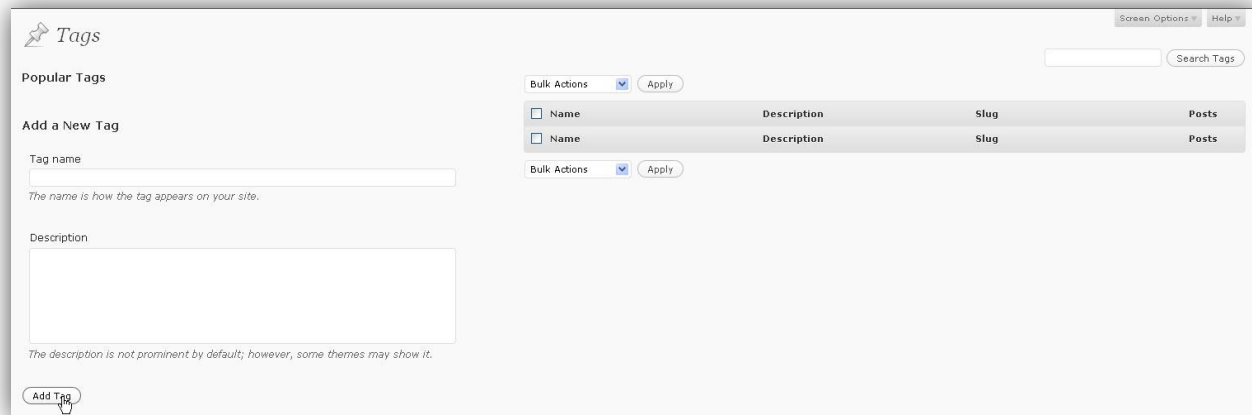 Screen Options Help
Tags
Search Tags
Popular Tags
Add a New Tag
Tag name
The name is how the tag appears on your site.
Description
The description is not prominent by default; however, some themes may show it.
Add Tag
Bulk Actions Apply
Name Description Slug Posts
Name Description Slug Posts
Bulk Actions Apply